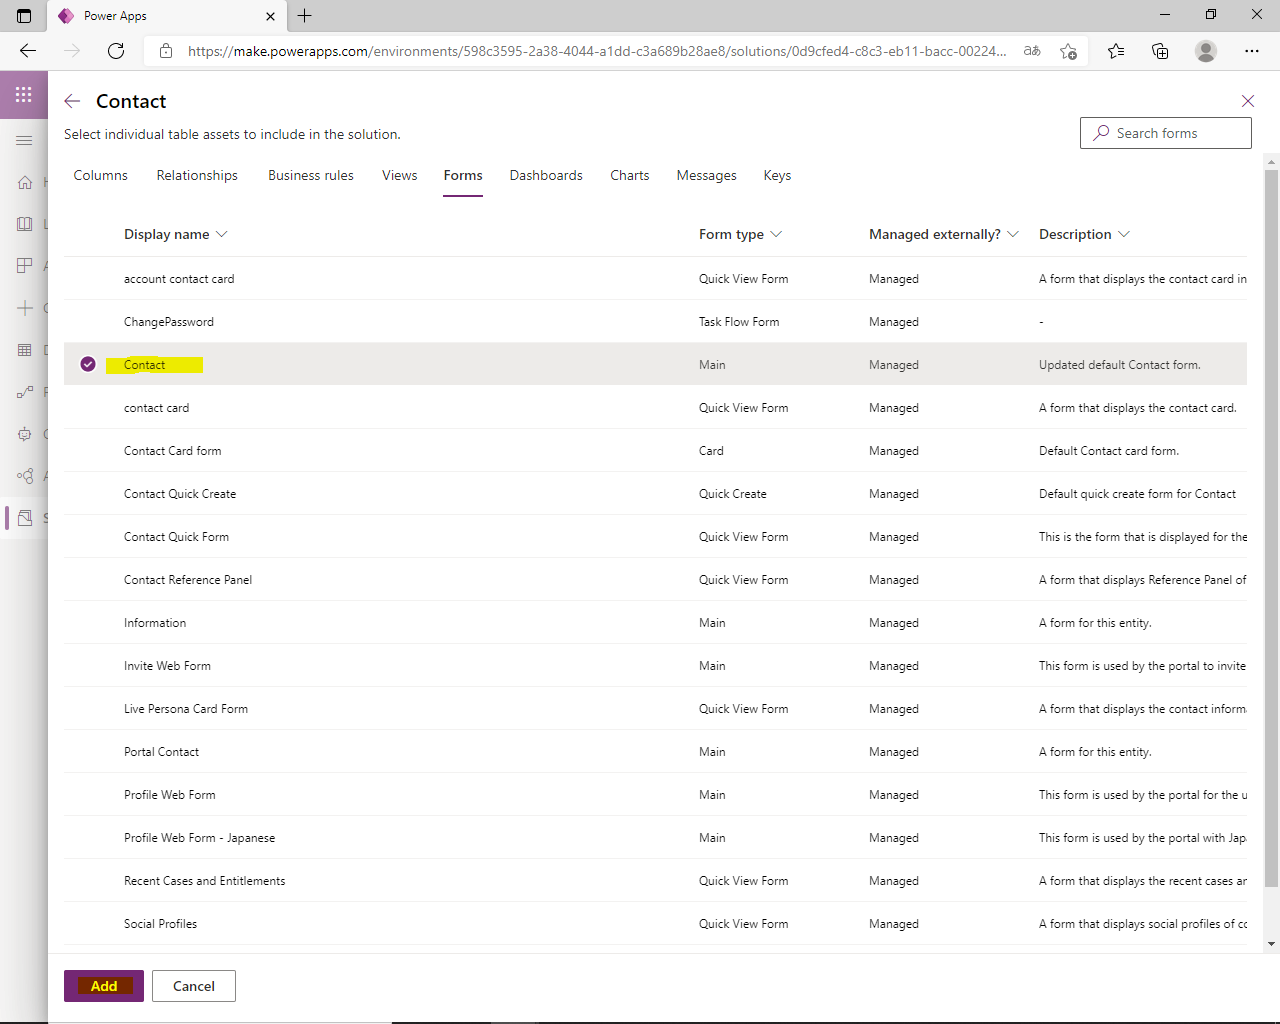 Power Apps
https://make.powerapps.com/environments/598c3595-2a38-4044-a1dd-c3a689b28ae8/solutions/0d9cfed4-c8c3-eb11-bacc-00224...
Contact
Select individual table assets to include in the solution.
Search forms
Columns Relationships Business rules Views Forms Dashboards Charts Messages Keys
Display name Form type Managed externally? Description
account contact card Quick View Form Managed A form that displays the contact card in
ChangePassword Task Flow Form Managed -
Contact Main Managed Updated default Contact form.
contact card Quick View Form Managed A form that displays the contact card.
Contact Card form Card Managed Default Contact card form.
Contact Quick Create Quick Create Managed Default quick create form for Contact
Contact Quick Form Quick View Form Managed This is the form that is displayed for the
Contact Reference Panel Quick View Form Managed A form that displays Reference Panel of
Information Main Managed A form for this entity.
Invite Web Form Main Managed This form is used by the portal to invite
Live Persona Card Form Quick View Form Managed A form that displays the contact inform
Portal Contact Main Managed A form for this entity.
Profile Web Form Main Managed This form is used by the portal for the u
Profile Web Form - Japanese Main Managed This form is used by the portal with Jap
Recent Cases and Entitlements Quick View Form Managed A form that displays the recent cases ar
Social Profiles Quick View Form Managed A form that displays social profiles of co
Add Cancel